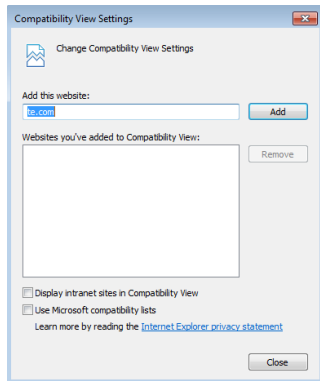 Compatibility View Settings
Change Compatibility View Settings
Add this website:
te.com
Add
Websites you've added to Compatibility View:
Remove
Display intranet sites in Compatibility View
Use Microsoft compatibility lists
Learn more by reading the Internet Explorer privacy statement
Close